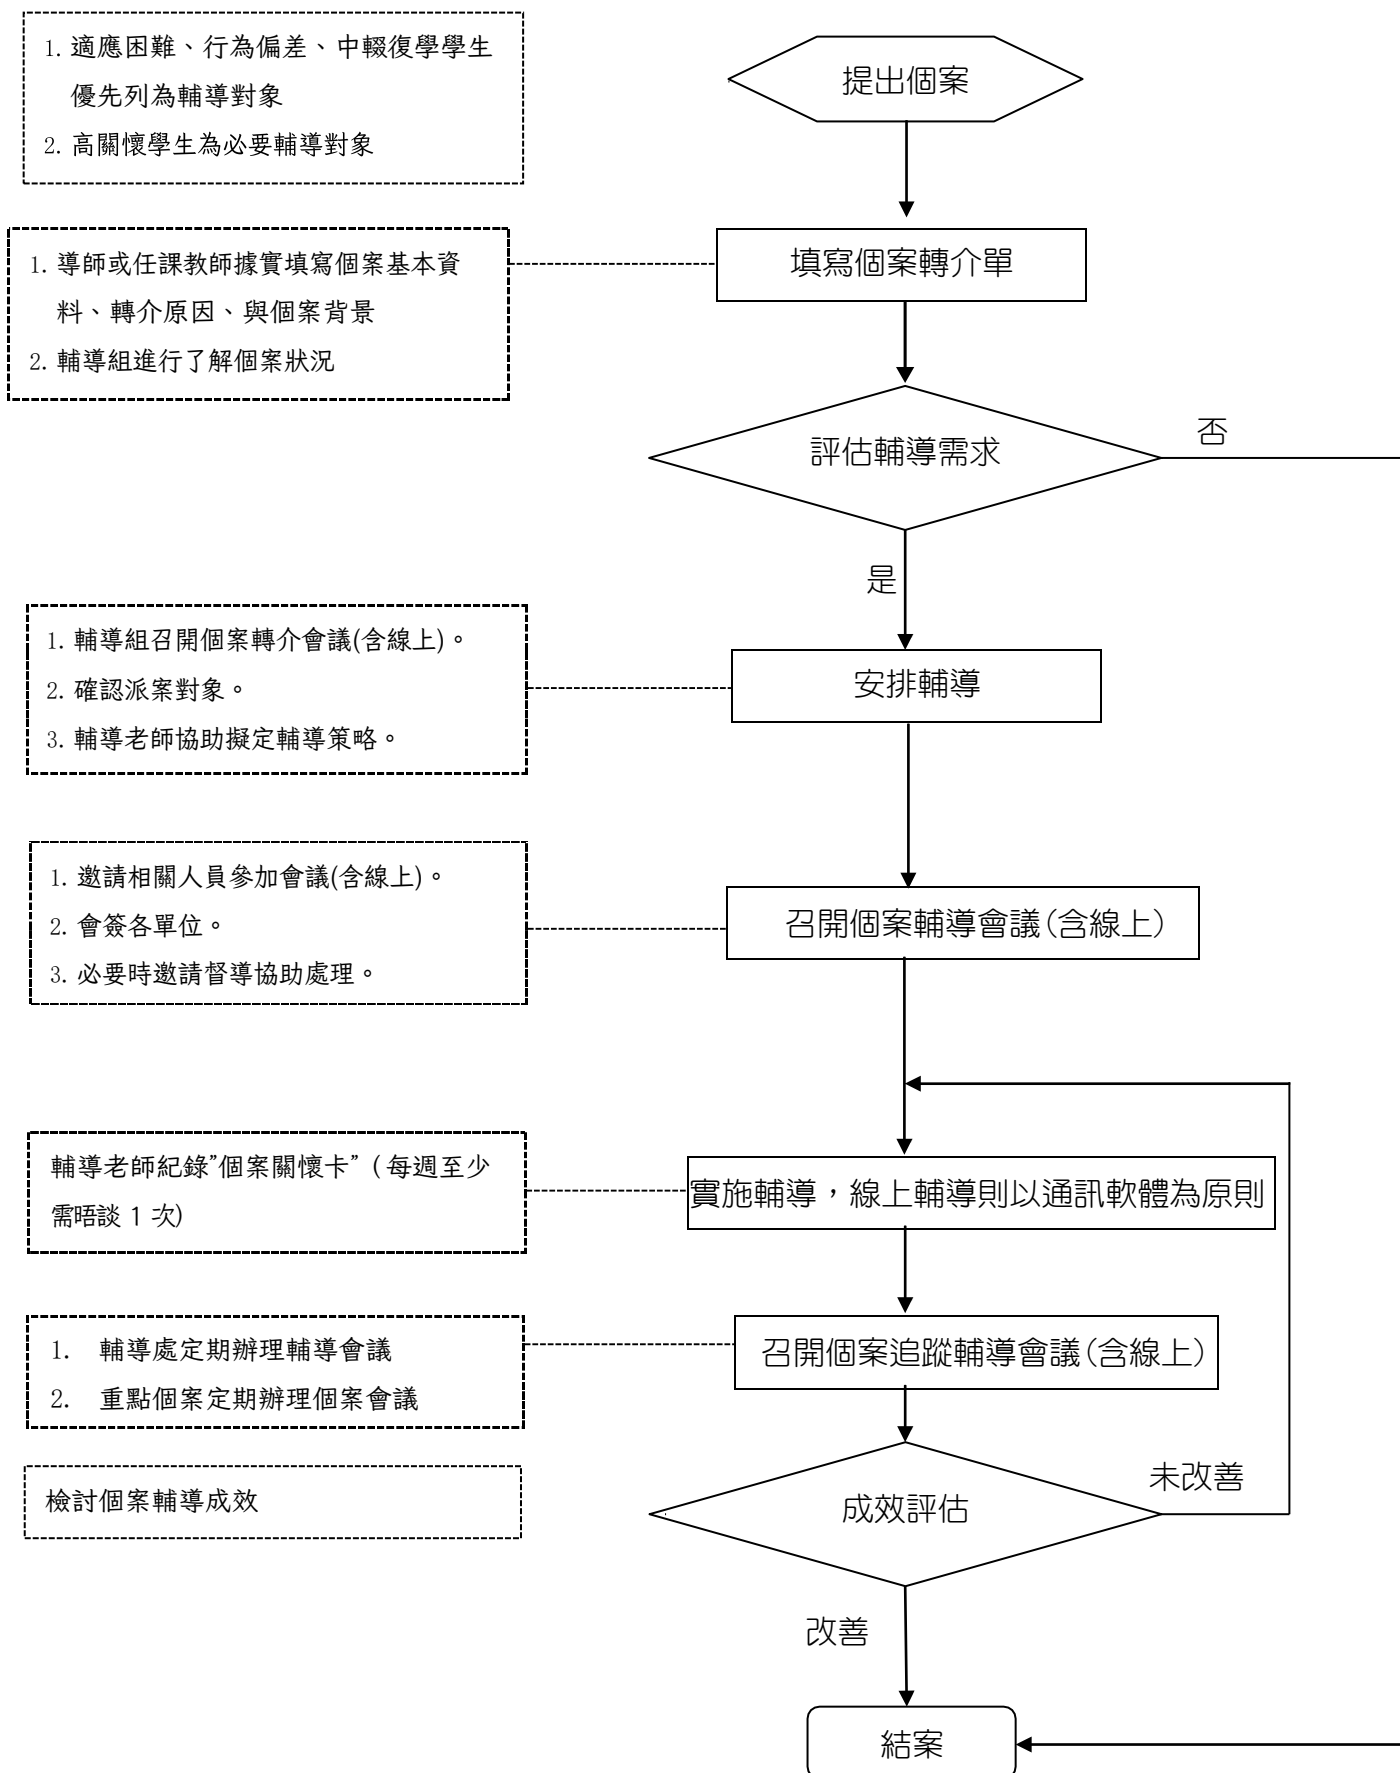 1. 適應困難、行為偏差、中輟復學學生
優先列為輔導對象
2. 高關懷學生為必要輔導對象
提出個案
1. 導師或任課教師據實填寫個案基本資
料、轉介原因、與個案背景
2. 輔導組進行了解個案狀況
填寫個案轉介單
評估輔導需求
否
是
1. 輔導組召開個案轉介會議(含線上)。
2. 確認派案對象。
3. 輔導老師協助擬定輔導策略。
安排輔導
1. 邀請相關人員參加會議(含線上)。
2. 會簽各單位。
3. 必要時邀請督導協助處理。
召開個案輔導會議(含線上)
輔導老師紀錄”個案關懷卡”（每週至少
需晤談 1 次)
實施輔導，線上輔導則以通訊軟體為原則
1. 輔導處定期辦理輔導會議
2. 重點個案定期辦理個案會議
召開個案追蹤輔導會議(含線上)
檢討個案輔導成效
成效評估
未改善
改善
結案